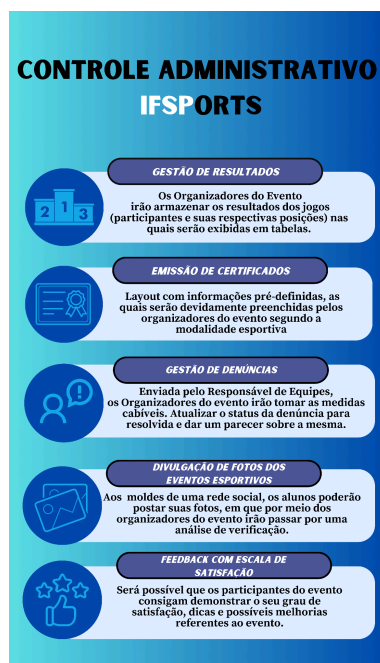 CONTROLE ADMINISTRATIVO
IFSPORTS
GESTÃO DE RESULTADOS
Os Organizadores do Evento
irão armazenar os resultados dos jogos
(participantes e suas respectivas posições) nas
quais serão exibidas em tabelas.
2 1 3
EMISSÃO DE CERTIFICADOS
Layout com informações pré-definidas, as
quais serão devidamente preenchidas pelos
organizadores do evento segundo a
modalidade esportiva
GESTÃO DE DENÚNCIAS
Enviada pelo Responsável de Equipes,
os Organizadores do evento irão tomar as medidas
cabíveis. Atualizar o status da denúncia para
resolvida e dar um parecer sobre a mesma.
DIVULGAÇÃO DE FOTOS DOS
EVENTOS ESPORTIVOS
Aos moldes de uma rede social, os alunos poderão
postar suas fotos, em que por meio dos
organizadores do evento irão passar por uma
análise de verificação.
FEEDBACK COM ESCALA DE
SATISFAÇÃO
Será possível que os participantes do evento
consigam demonstrar o seu grau de
satisfação, dicas e possíveis melhorias
referentes ao evento.